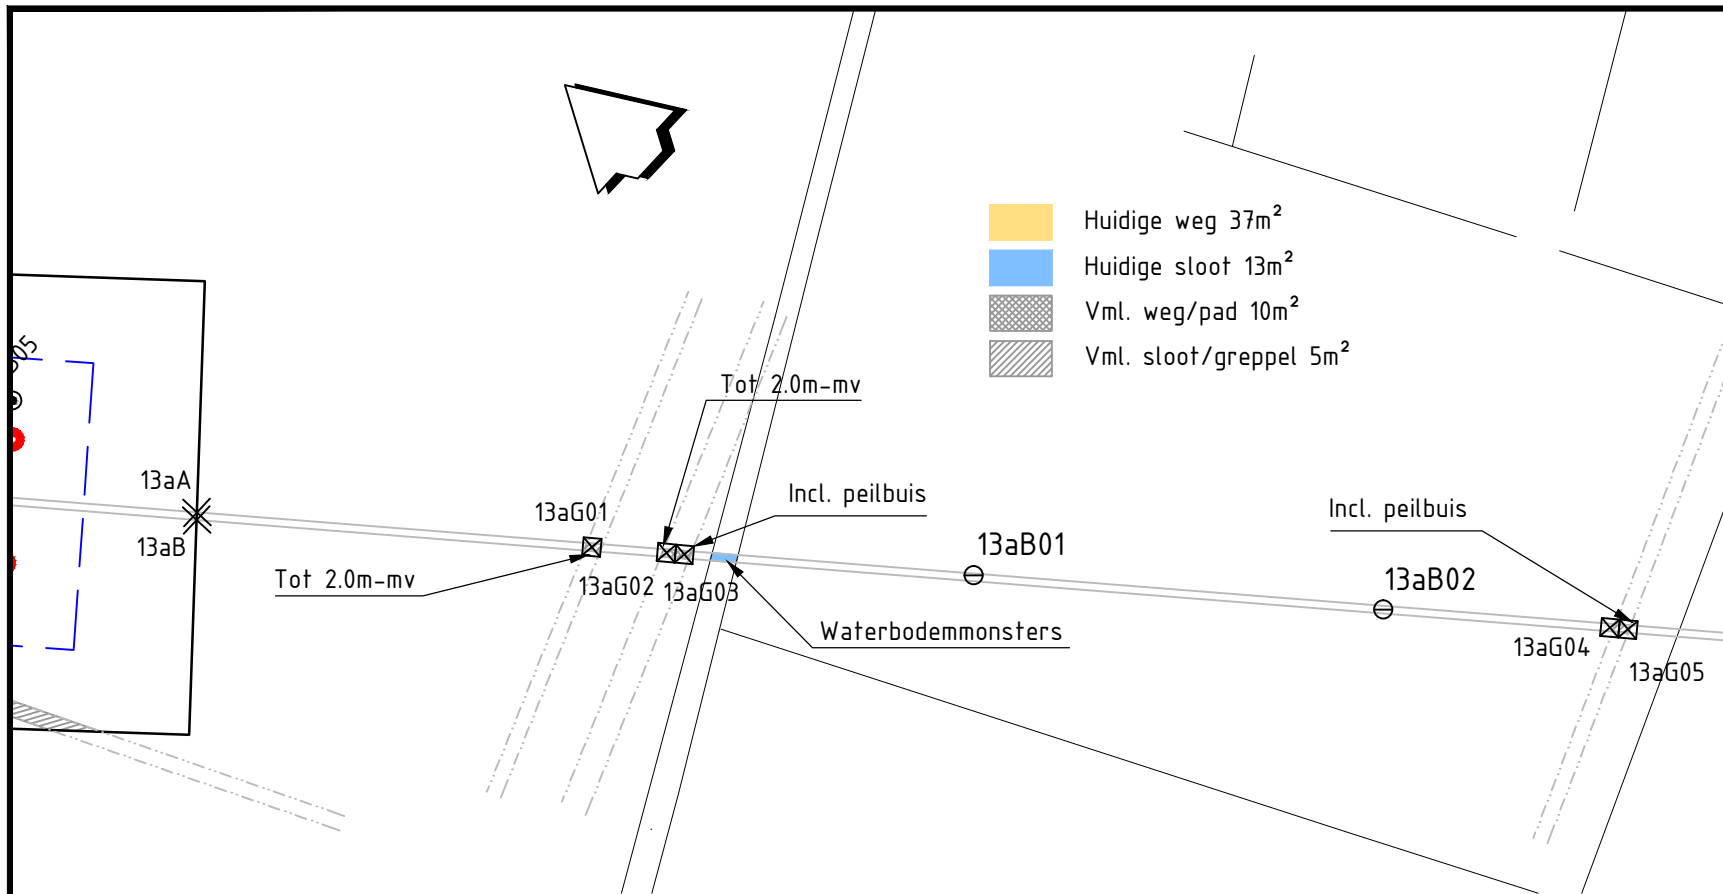 Huidige weg 37m²
Huidige sloot 13m²
Vml. weg/pad 10m²
Vml. sloot/greppel 5m²
05
Tot 2.0m-mv
13aA
13aB
13aG01
Incl. peilbuis
Incl. peilbuis
13aB01
13aB02
Tot 2.0m-mv
13aG02
13aG03
Waterbodemmonsters
13aG04
13aG05